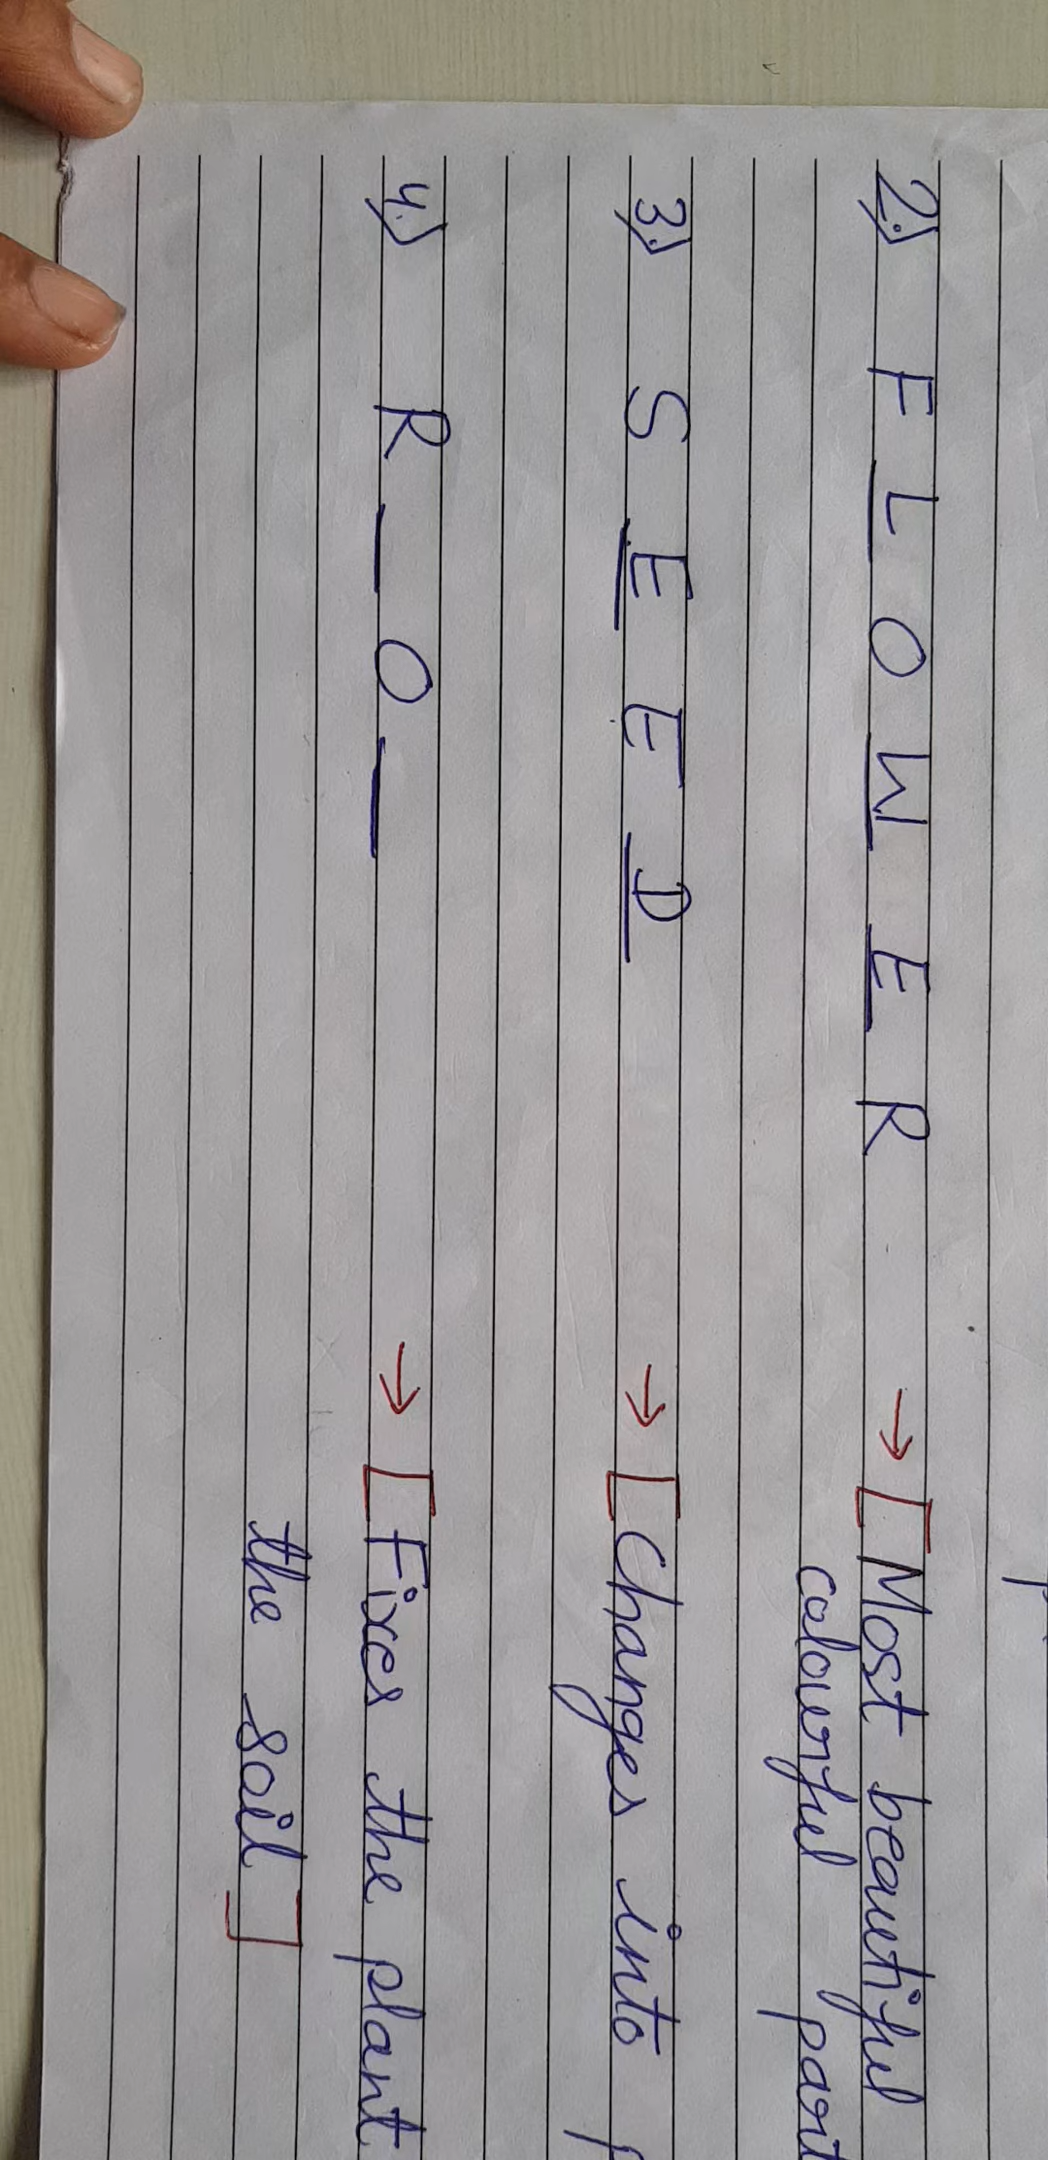 2.) F L O W E R → [Most beautiful
colourful part
3.) S E E D → [Changes into
4.) R _ O _ → [Fixes the plant
the soil]